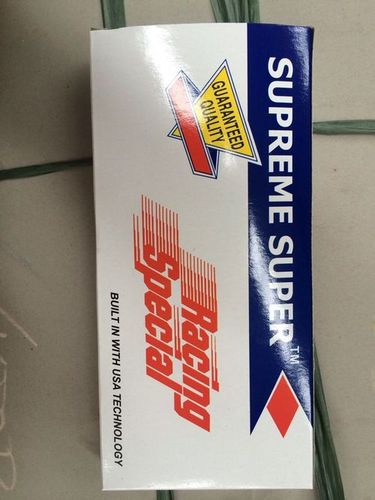 SUPREME SUPER™
GUARANTEED
QUALITY
Racing
Special
BUILT IN WITH USA TECHNOLOGY